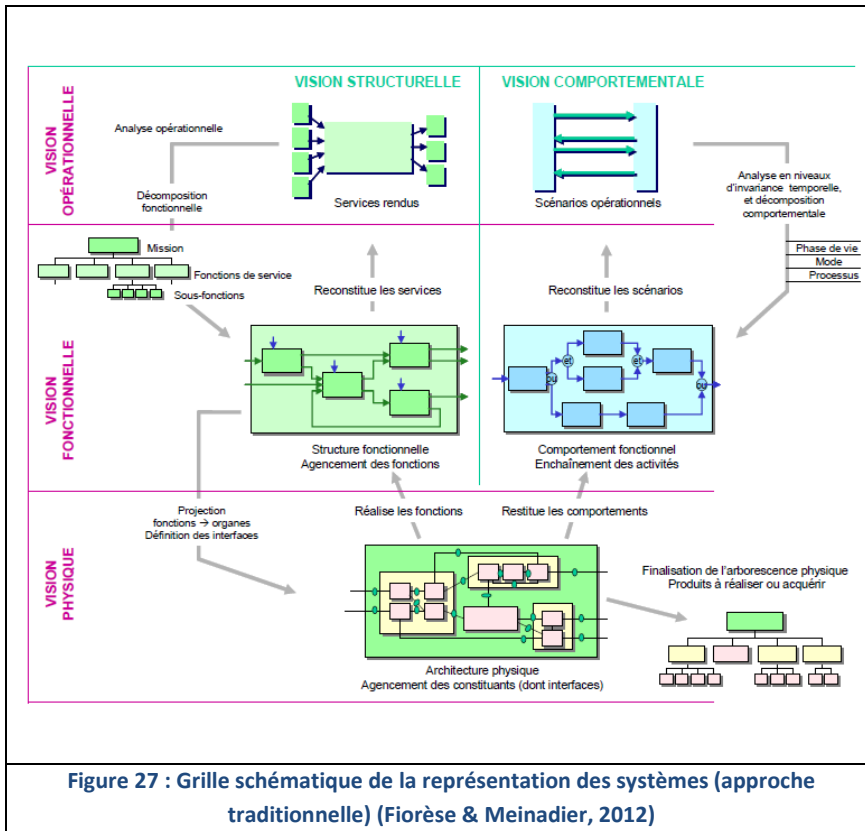 VISION STRUCTURELLE
VISION COMPORTEMENTALE
VISION
OPÉRATIONNELLE
Analyse opérationnelle
Décomposition
fonctionnelle
Services rendus
Scénarios opérationnels
Analyse en niveaux
d'invariance temporelle,
et décomposition
comportementale
Phase de vie
Mode
Processus
VISION
FONCTIONNELLE
Mission
Fonctions de service
Sous-fonctions
Reconstitue les services
Reconstitue les scénarios
ou
et
et
ou
Structure fonctionnelle
Agencement des fonctions
Comportement fonctionnel
Enchaînement des activités
VISION
PHYSIQUE
Projection
fonctions → organes
Définition des interfaces
Réalise les fonctions
Restitue les comportements
Finalisation de l'arborescence physique
Produits à réaliser ou acquérir
Architecture physique
Agencement des constituants (dont interfaces)
Figure 27 : Grille schématique de la représentation des systèmes (approche
traditionnelle) (Fiorèse & Meinadier, 2012)